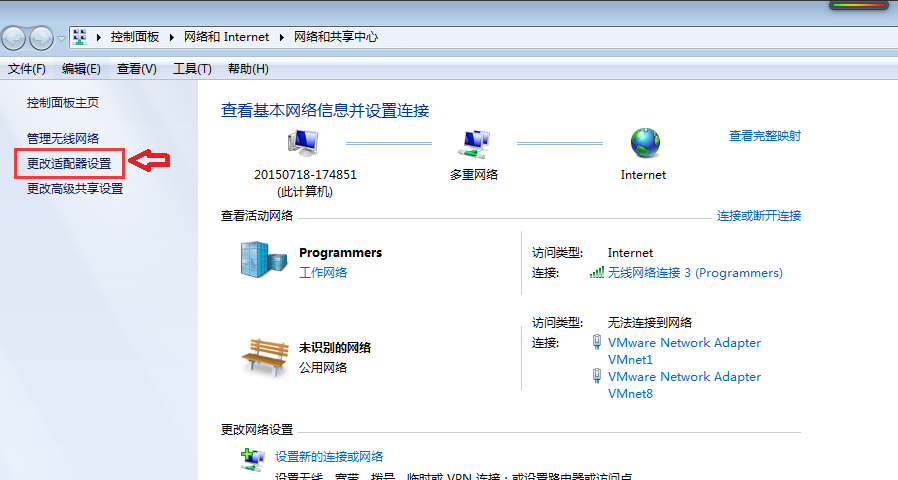 控制面板 网络和 Internet 网络和共享中心
文件(F) 编辑(E) 查看(V) 工具(T) 帮助(H)
控制面板主页
管理无线网络
更改适配器设置
更改高级共享设置
查看基本网络信息并设置连接
查看完整映射
20150718-174851
(此计算机)
多重网络
Internet
查看活动网络
连接或断开连接
Programmers
工作网络
访问类型: Internet
连接: 无线网络连接 3 (Programmers)
未识别的网络
公用网络
访问类型: 无法连接到网络
连接: VMware Network Adapter
VMnet1
VMware Network Adapter
VMnet8
更改网络设置
设置新的连接或网络
设置无线、宽带、拨号、临时或 VPN 连接；或设置路由器或访问点